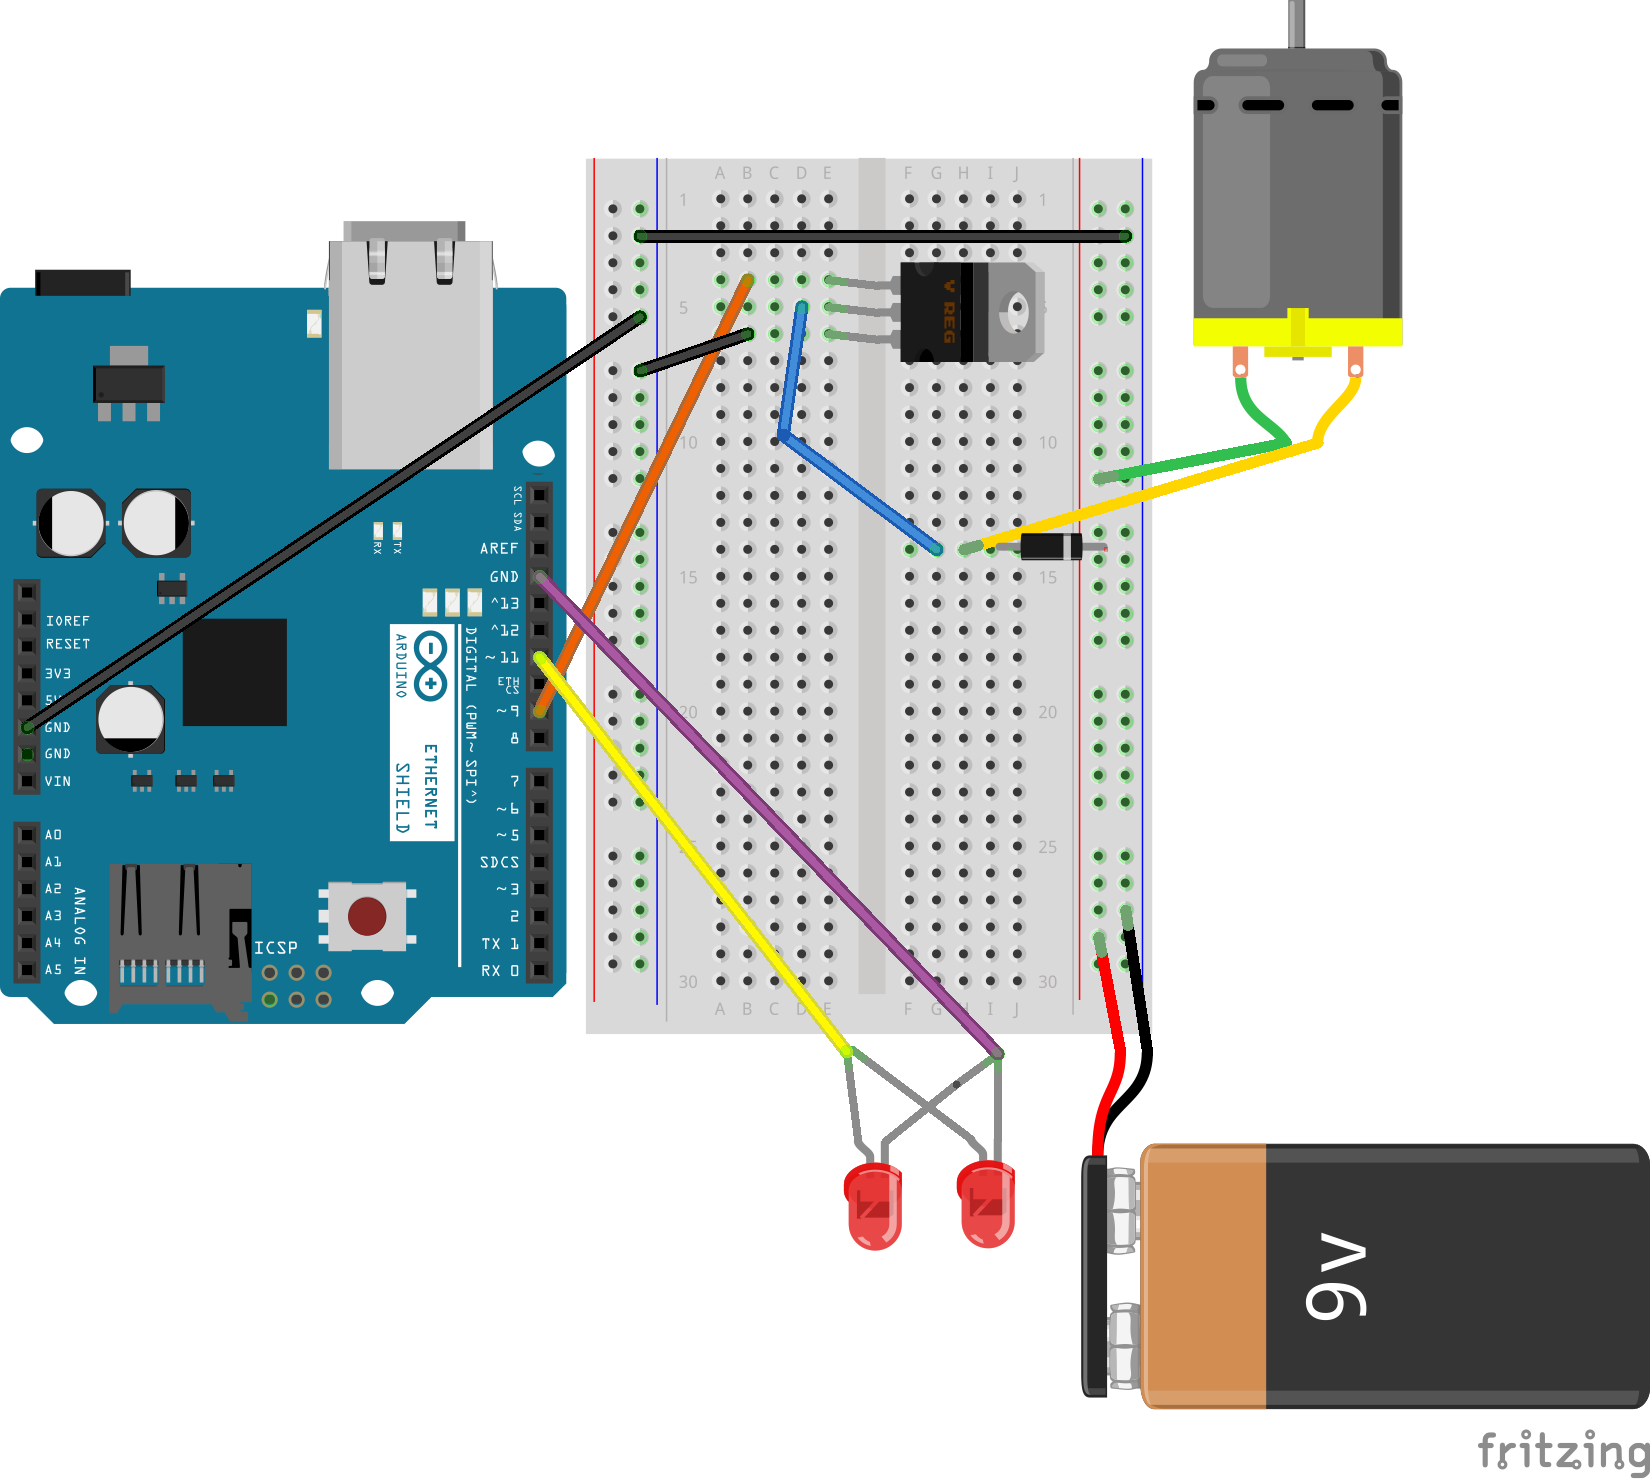 A B C D E F G H I J
1 1
V REG
5
10 10
15 15
20 20
25
30 30
A B C D E F G I J
SCL SDA
AREF
GND
^13
^12
~11
ETH
CS
~9
8
7
~6
~5
SDCS
~3
2
TX 1
RX 0
RX
TX
IOREF
RESET
3V3
GND
GND
VIN
A0
A1
A2
A3
A4
A5
ANALOG IN
ICSP
ARDUINO
ETHERNET
SHIELD
DIGITAL (PWM~ SPI^)
9v
fritzing